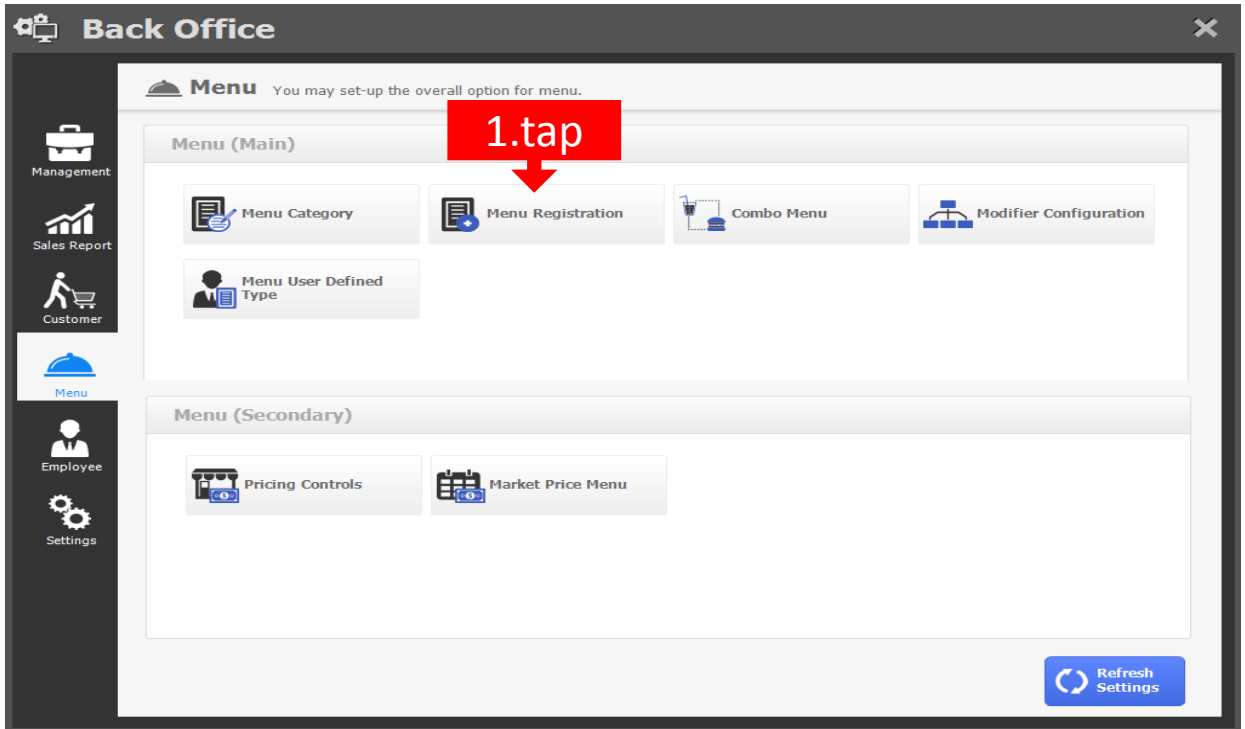 Back Office
Menu You may set-up the overall option for menu.
1.tap
Menu (Main)
Management
Menu Category
Menu Registration
Combo Menu
Modifier Configuration
Sales Report
Menu User Defined
Type
Customer
Menu
Menu (Secondary)
Employee
Pricing Controls
Market Price Menu
Settings
Refresh
Settings